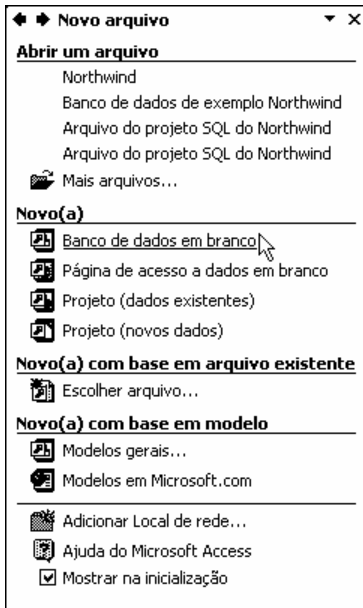 Novo arquivo
Abrir um arquivo
Northwind
Banco de dados de exemplo Northwind
Arquivo do projeto SQL do Northwind
Arquivo do projeto SQL do Northwind
Mais arquivos...
Novo(a)
Banco de dados em branco
Página de acesso a dados em branco
Projeto (dados existentes)
Projeto (novos dados)
Novo(a) com base em arquivo existente
Escolher arquivo...
Novo(a) com base em modelo
Modelos gerais...
Modelos em Microsoft.com
Adicionar Local de rede...
Ajuda do Microsoft Access
Mostrar na inicialização